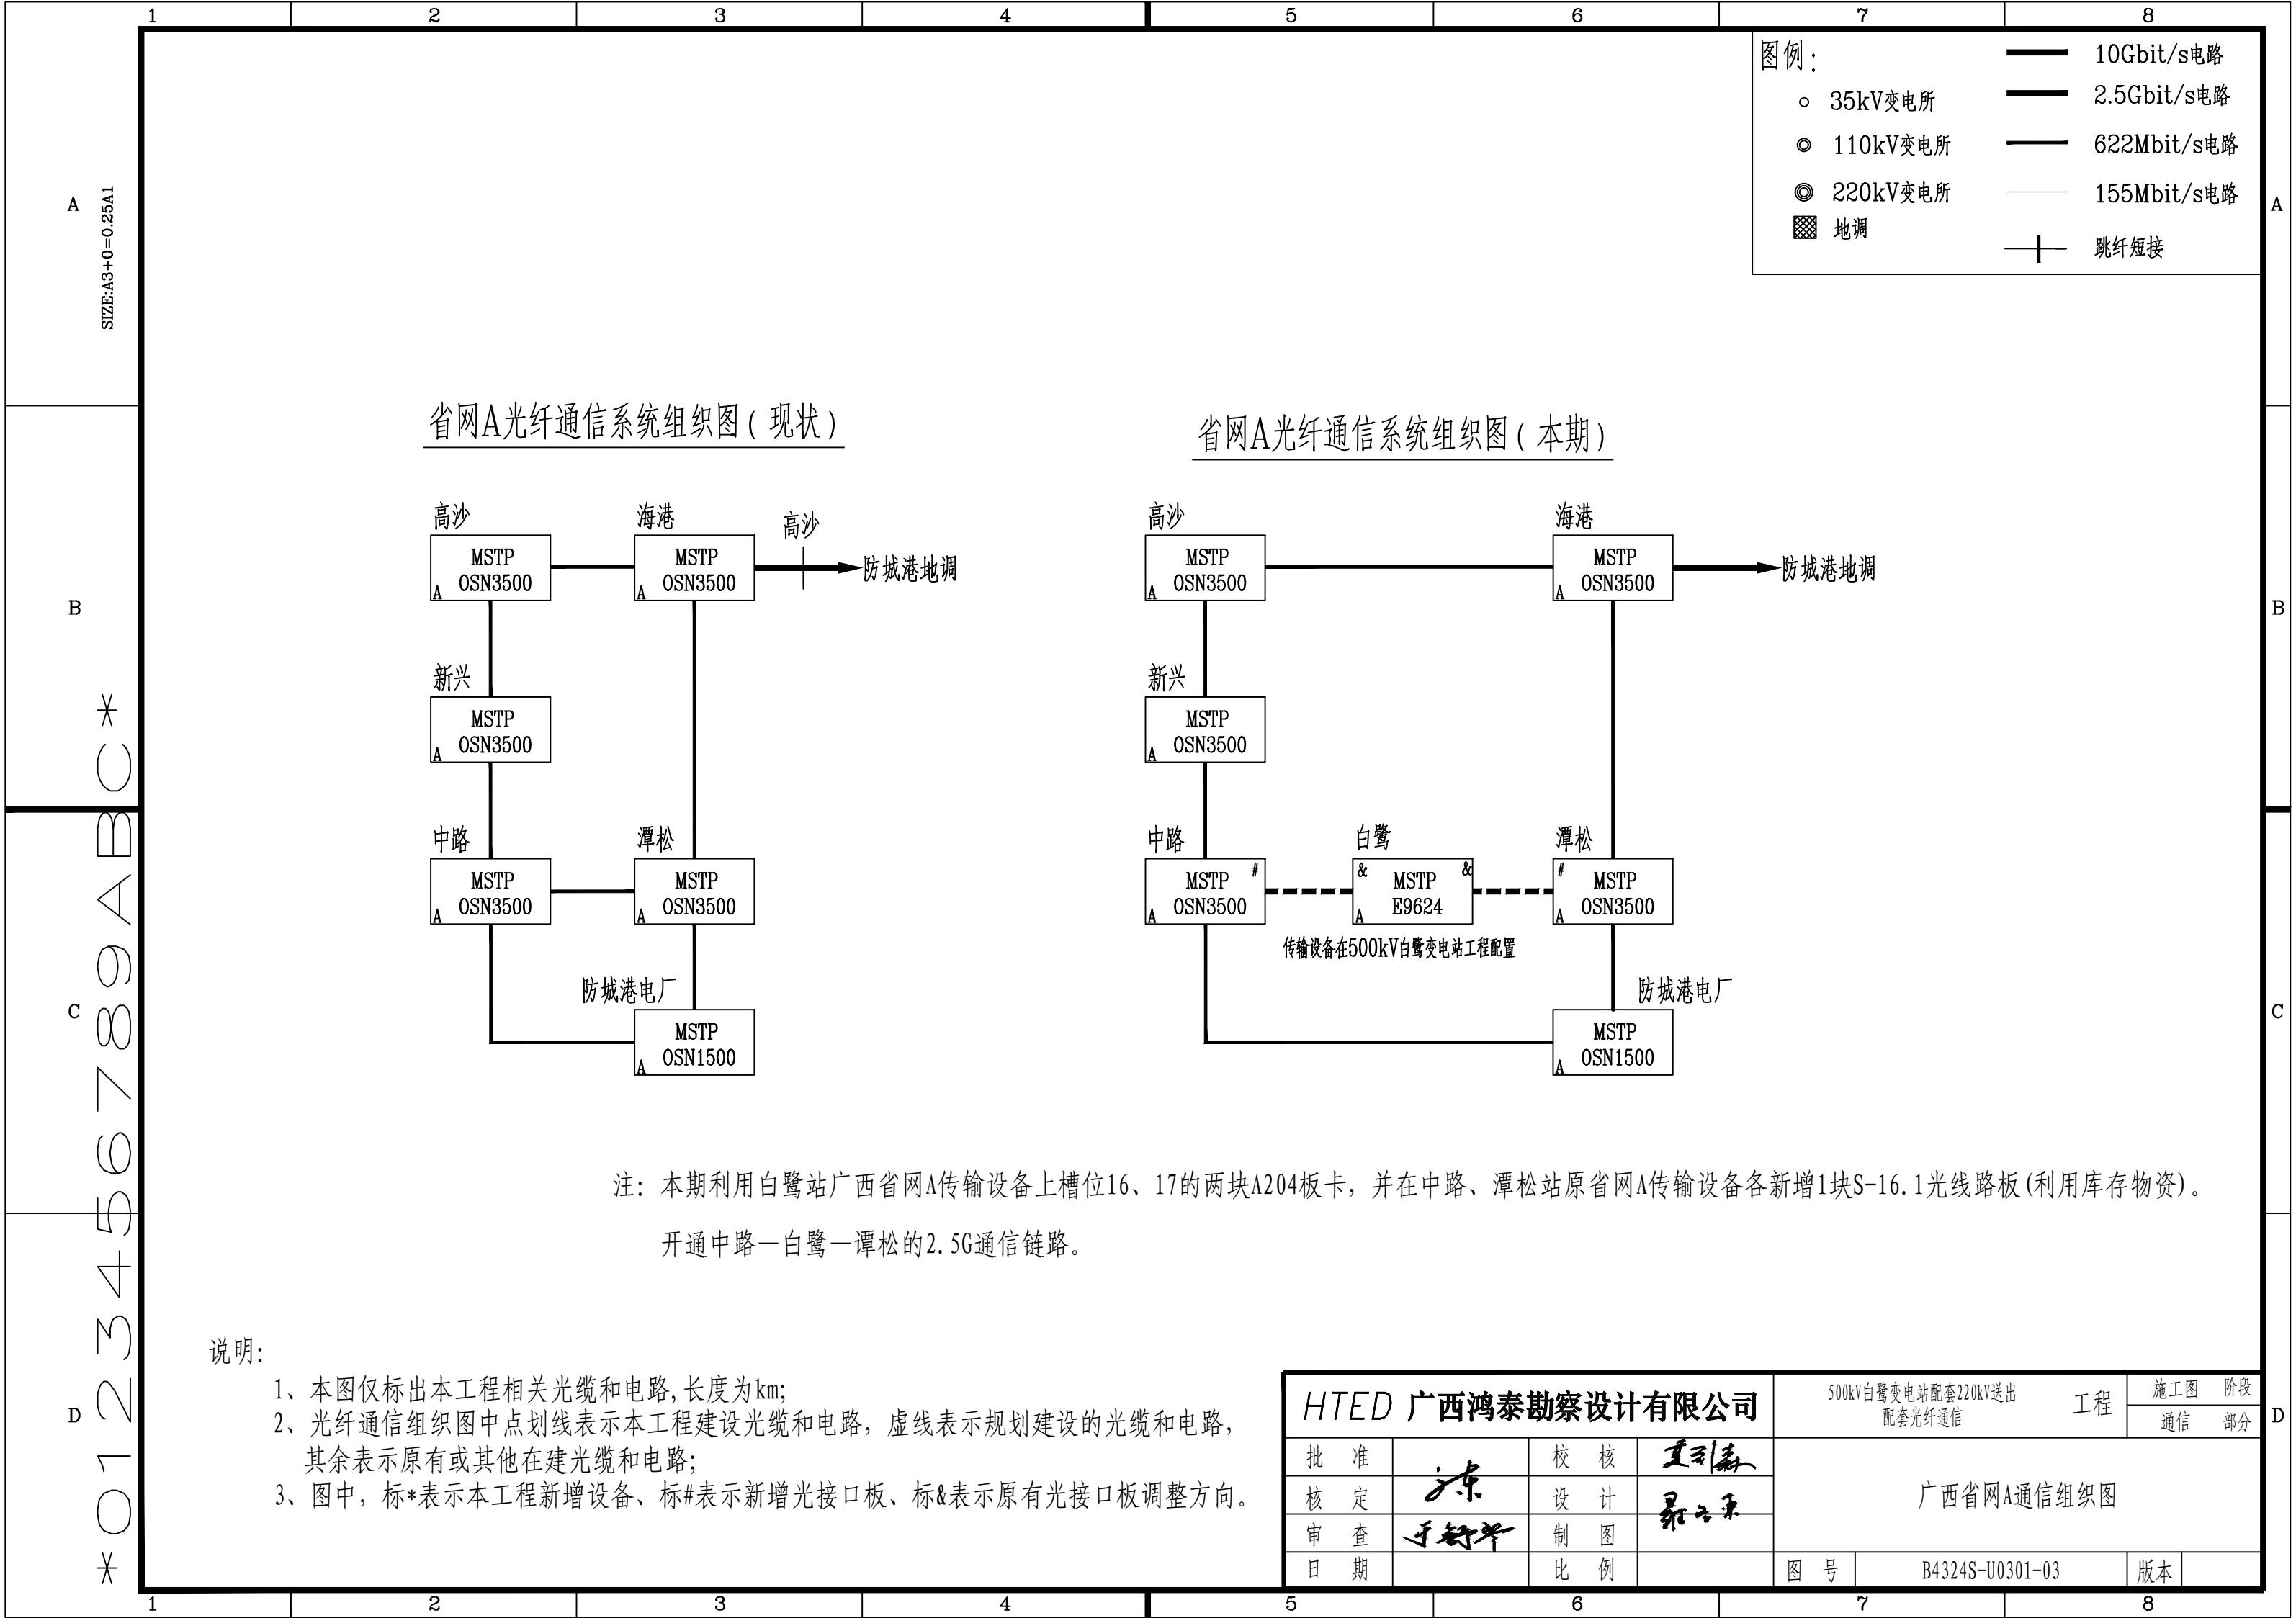 1 2 3 4 5 6 7 8
图例:
35kV变电所
110kV变电所
220kV变电所
地调
10Gbit/s电路
2.5Gbit/s电路
622Mbit/s电路
155Mbit/s电路
跳纤短接
A
A
SIZE:A3+0=0.25A1
省网A光纤通信系统组织图(现状)
高沙
MSTP
OSN3500
A
海港
MSTP
OSN3500
A
高沙
防城港地调
新兴
MSTP
OSN3500
A
中路
MSTP
OSN3500
A
潭松
MSTP
OSN3500
A
防城港电厂
MSTP
OSN1500
A
省网A光纤通信系统组织图(本期)
高沙
MSTP
OSN3500
A
海港
MSTP
OSN3500
A
防城港地调
新兴
MSTP
OSN3500
A
中路
#
MSTP
OSN3500
A
白鹭
& &
MSTP
E9624
A
传输设备在500kV白鹭变电站工程配置
潭松
#
MSTP
OSN3500
A
防城港电厂
MSTP
OSN1500
A
B
B
C
C
*0123456789ABC*
注: 本期利用白鹭站广西省网A传输设备上槽位16、17的两块A204板卡, 并在中路、潭松站原省网A传输设备各新增1块S-16.1光线路板(利用库存物资)。
开通中路—白鹭—谭松的2.5G通信链路。
说明:
1、本图仅标出本工程相关光缆和电路,长度为km;
2、光纤通信组织图中点划线表示本工程建设光缆和电路, 虚线表示规划建设的光缆和电路,
其余表示原有或其他在建光缆和电路;
3、图中, 标*表示本工程新增设备、标#表示新增光接口板、标&表示原有光接口板调整方向。
D
D
HTED 广西鸿泰勘察设计有限公司
500kV白鹭变电站配套220kV送出
配套光纤通信
工程
施工图 阶段
通信 部分
批准
校核
核定
设计
审查
制图
日期
比例
广西省网A通信组织图
图号
B4324S-U0301-03
版本
1 2 3 4 5 6 7 8